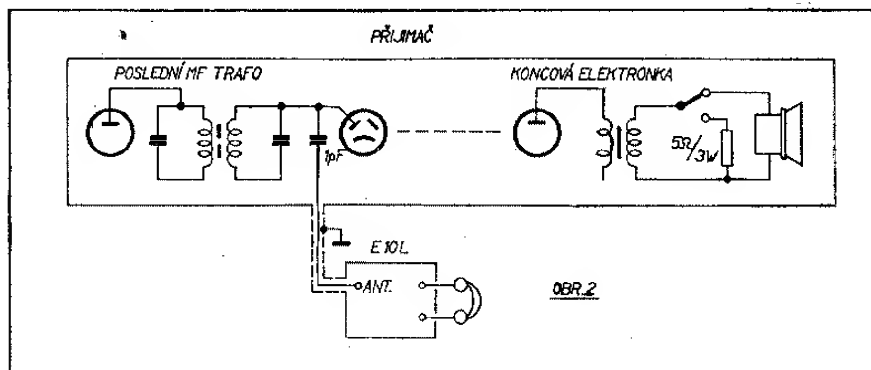 PŘIJIMAČ
POSLEDNÍ MF TRAFO
KONCOVÁ ELEKTRONKA
1pF
5Ω/3W
E10L
ANT.
OBR.2